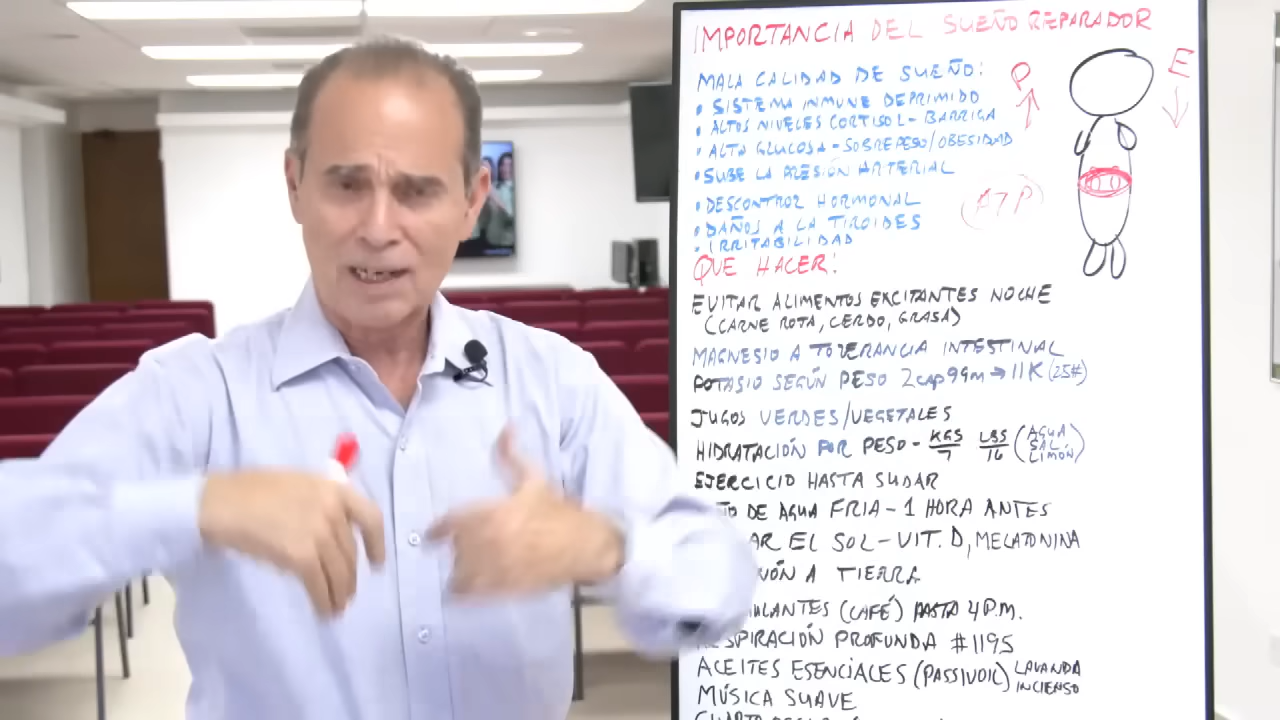 IMPORTANCIA DEL SUEÑO REPARADOR
MALA CALIDAD DE SUEÑO:
• SISTEMA INMUNE DEPRIMIDO
• ALTOS NIVELES CORTISOL - BARRIGA
• ALTA GLUCOSA - SOBREPESO/OBESIDAD
• SUBE LA PRESIÓN ARTERIAL
• DESCONTROL HORMONAL
• DAÑOS A LA TIROIDES
• IRRITABILIDAD
P
E
ATP
QUE HACER:
EVITAR ALIMENTOS EXCITANTES NOCHE
(CARNE ROJA, CERDO, GRASA)
MAGNESIO A TOLERANCIA INTESTINAL
POTASIO SEGÚN PESO 2 cap 99m → 11K (25#)
JUGOS VERDES/VEGETALES
HIDRATACIÓN POR PESO - KGS/7 LBS/16 (AGUA SAL LIMÓN)
EJERCICIO HASTA SUDAR
DE AGUA FRIA - 1 HORA ANTES
EL SOL - VIT. D, MELATONINA
A TIERRA
(CAFÉ) HASTA 4 P.M.
RESPIRACIÓN PROFUNDA #1195
ACEITES ESENCIALES (PASSIVOIL) LAVANDA INCIENSO
MÚSICA SUAVE